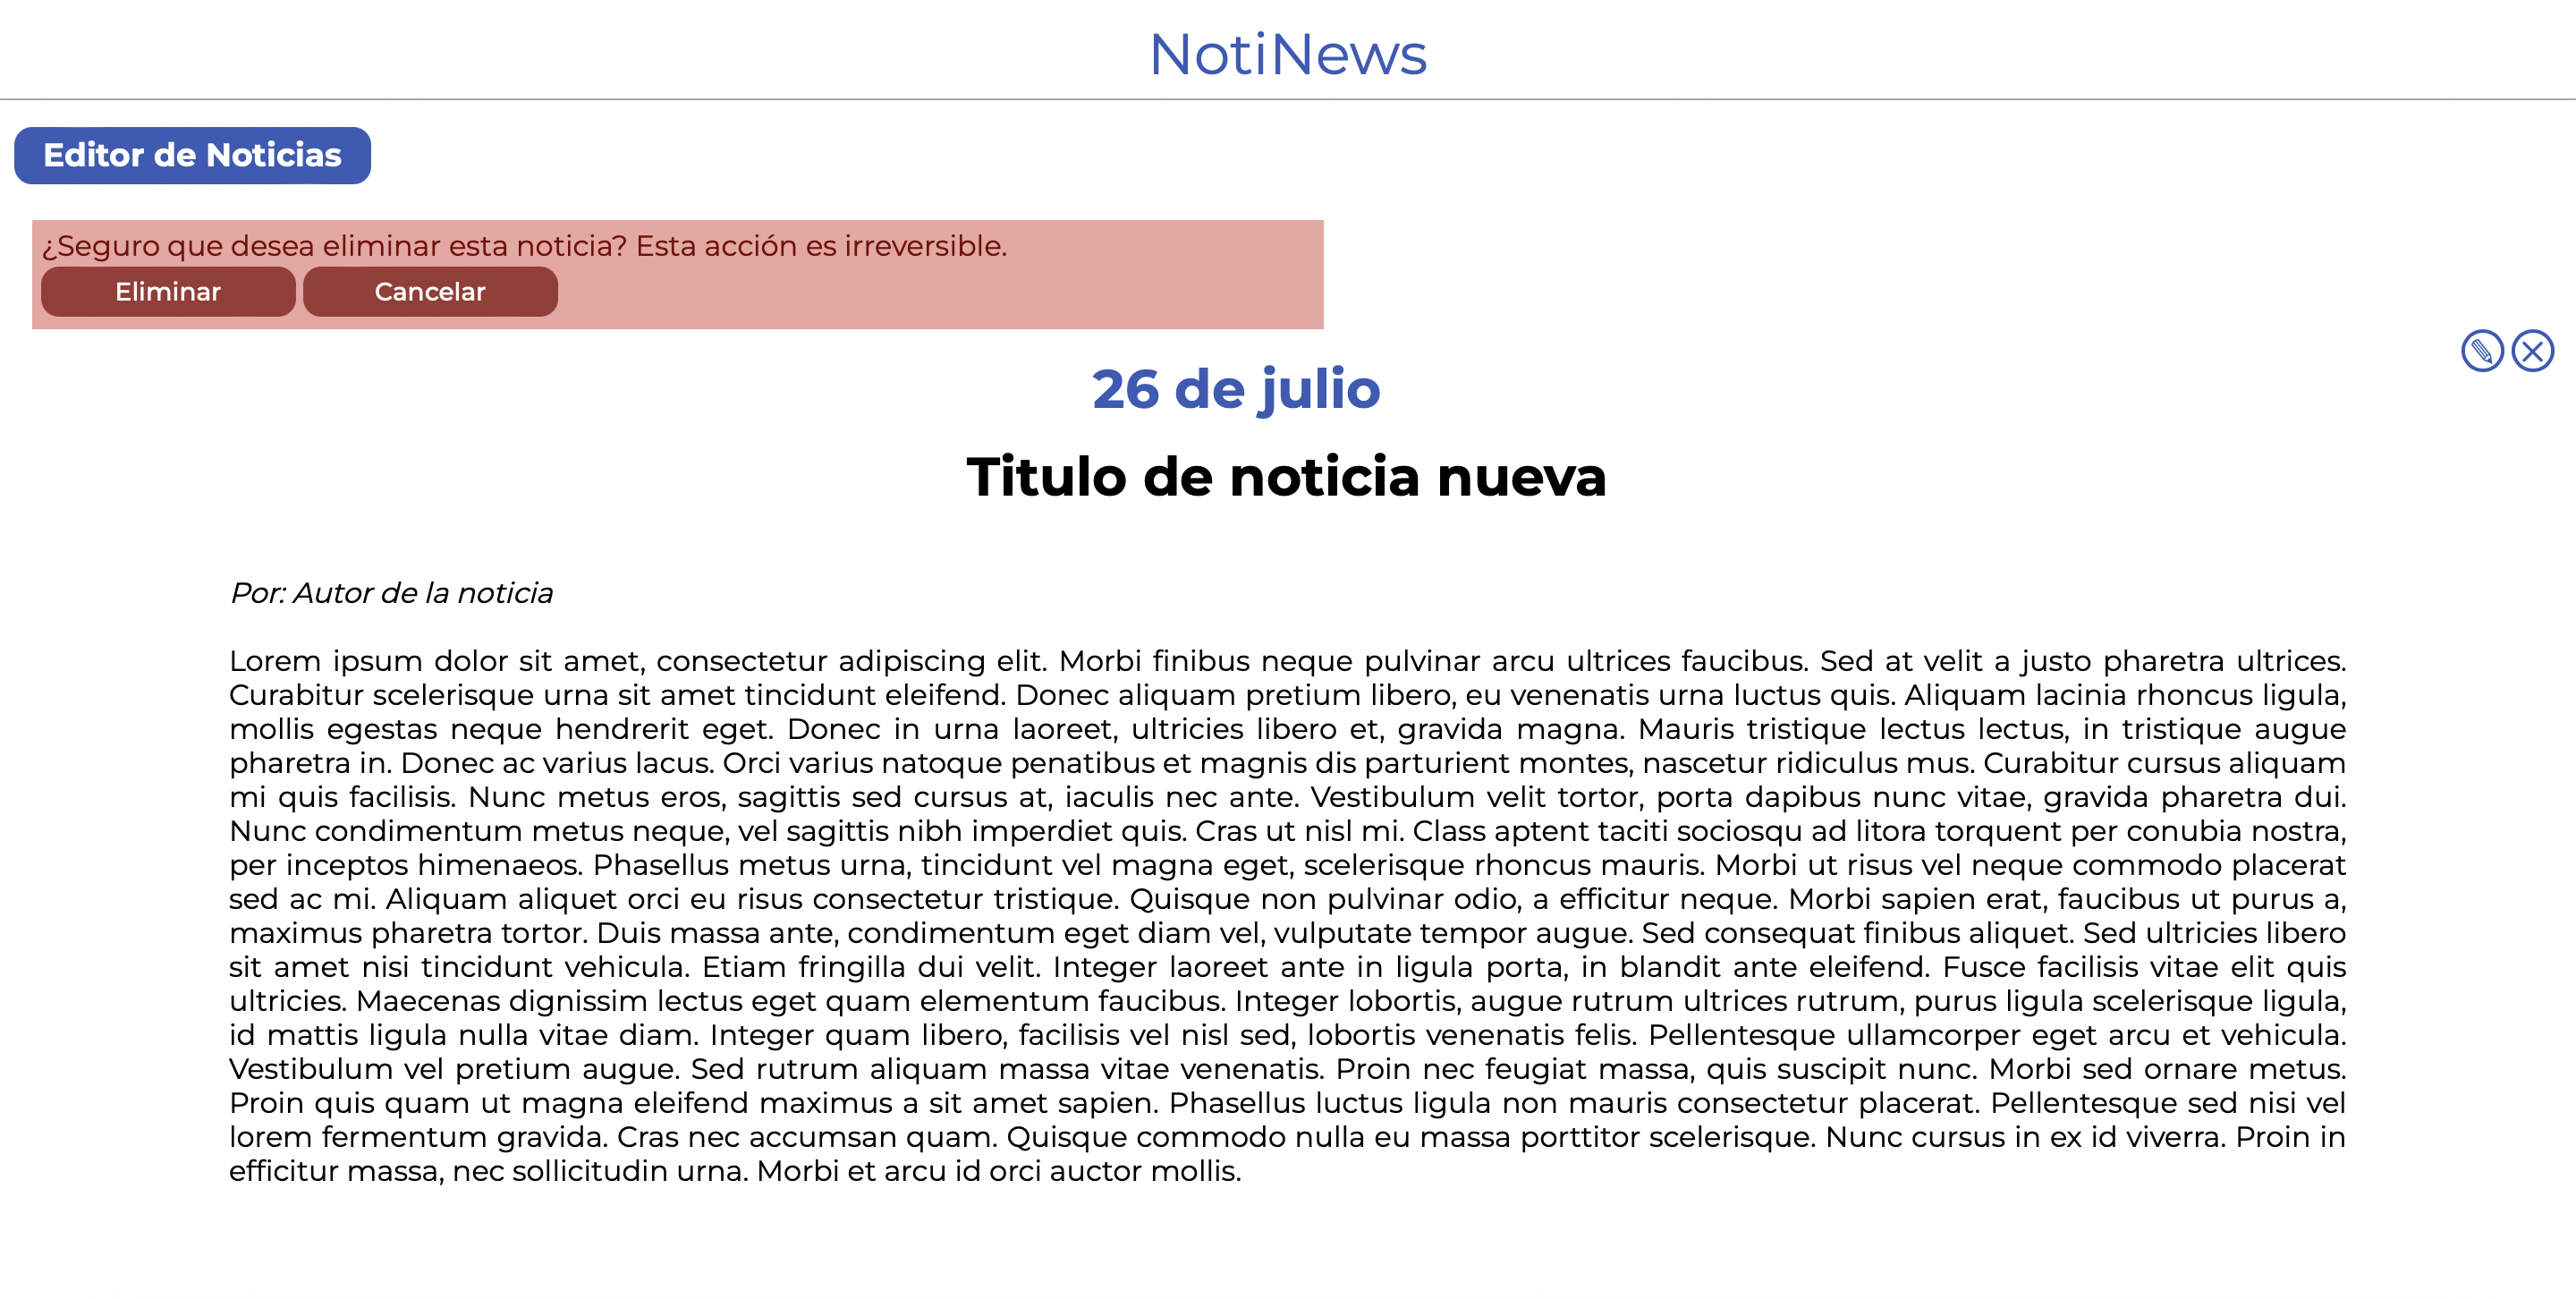 NotiNews
Editor de Noticias
¿Seguro que desea eliminar esta noticia? Esta acción es irreversible.
Eliminar Cancelar
26 de julio
Titulo de noticia nueva
Por: Autor de la noticia
Lorem ipsum dolor sit amet, consectetur adipiscing elit. Morbi finibus neque pulvinar arcu ultrices faucibus. Sed at velit a justo pharetra ultrices.
Curabitur scelerisque urna sit amet tincidunt eleifend. Donec aliquam pretium libero, eu venenatis urna luctus quis. Aliquam lacinia rhoncus ligula,
mollis egestas neque hendrerit eget. Donec in urna laoreet, ultricies libero et, gravida magna. Mauris tristique lectus lectus, in tristique augue
pharetra in. Donec ac varius lacus. Orci varius natoque penatibus et magnis dis parturient montes, nascetur ridiculus mus. Curabitur cursus aliquam
mi quis facilisis. Nunc metus eros, sagittis sed cursus at, iaculis nec ante. Vestibulum velit tortor, porta dapibus nunc vitae, gravida pharetra dui.
Nunc condimentum metus neque, vel sagittis nibh imperdiet quis. Cras ut nisl mi. Class aptent taciti sociosqu ad litora torquent per conubia nostra,
per inceptos himenaeos. Phasellus metus urna, tincidunt vel magna eget, scelerisque rhoncus mauris. Morbi ut risus vel neque commodo placerat
sed ac mi. Aliquam aliquet orci eu risus consectetur tristique. Quisque non pulvinar odio, a efficitur neque. Morbi sapien erat, faucibus ut purus a,
maximus pharetra tortor. Duis massa ante, condimentum eget diam vel, vulputate tempor augue. Sed consequat finibus aliquet. Sed ultricies libero
sit amet nisi tincidunt vehicula. Etiam fringilla dui velit. Integer laoreet ante in ligula porta, in blandit ante eleifend. Fusce facilisis vitae elit quis
ultricies. Maecenas dignissim lectus eget quam elementum faucibus. Integer lobortis, augue rutrum ultrices rutrum, purus ligula scelerisque ligula,
id mattis ligula nulla vitae diam. Integer quam libero, facilisis vel nisl sed, lobortis venenatis felis. Pellentesque ullamcorper eget arcu et vehicula.
Vestibulum vel pretium augue. Sed rutrum aliquam massa vitae venenatis. Proin nec feugiat massa, quis suscipit nunc. Morbi sed ornare metus.
Proin quis quam ut magna eleifend maximus a sit amet sapien. Phasellus luctus ligula non mauris consectetur placerat. Pellentesque sed nisi vel
lorem fermentum gravida. Cras nec accumsan quam. Quisque commodo nulla eu massa porttitor scelerisque. Nunc cursus in ex id viverra. Proin in
efficitur massa, nec sollicitudin urna. Morbi et arcu id orci auctor mollis.